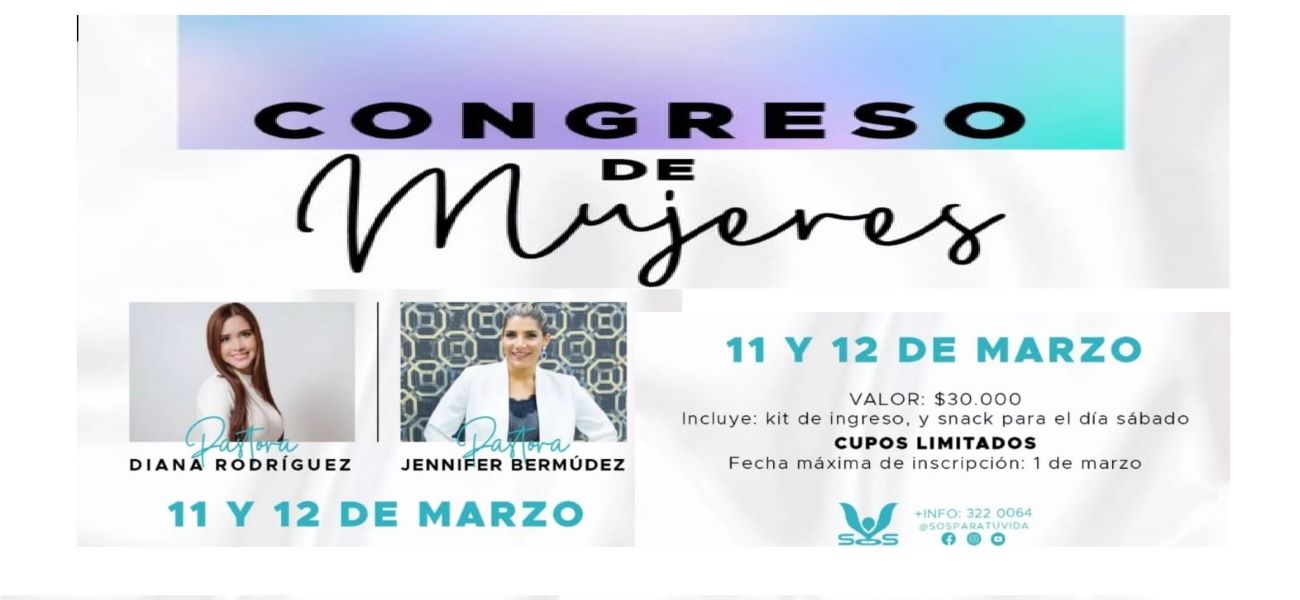 CONGRESO
DE
Mujeres
Pastora
DIANA RODRÍGUEZ
Pastora
JENNIFER BERMÚDEZ
11 Y 12 DE MARZO
11 Y 12 DE MARZO
VALOR: $30.000
Incluye: kit de ingreso, y snack para el día sábado
CUPOS LIMITADOS
Fecha máxima de inscripción: 1 de marzo
SOS
+INFO: 322 0064
@SOSPARATUVIDA